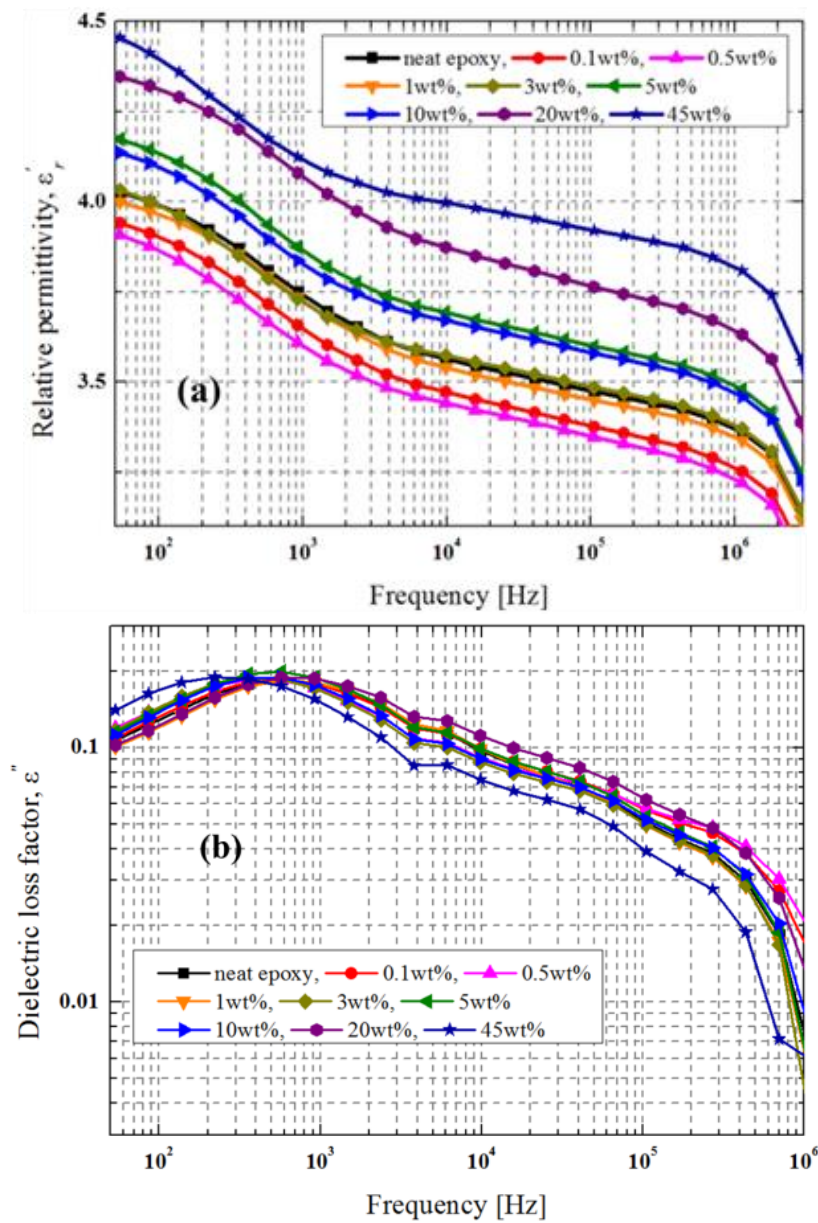 4.5
neat epoxy, 0.1wt% 0.5wt%
1wt%, 3wt%, 5wt%
10wt%, 20wt%, 45wt%
4.0
3.5
Relative permittivity, ε′r
(a)
10² 10³ 10⁴ 10⁵ 10⁶
Frequency [Hz]
0.1
0.01
Dielectric loss factor, ε"
(b)
neat epoxy, 0.1wt%, 0.5wt%
1wt%, 3wt%, 5wt%
10wt%, 20wt%, 45wt%
10² 10³ 10⁴ 10⁵ 10⁶
Frequency [Hz]